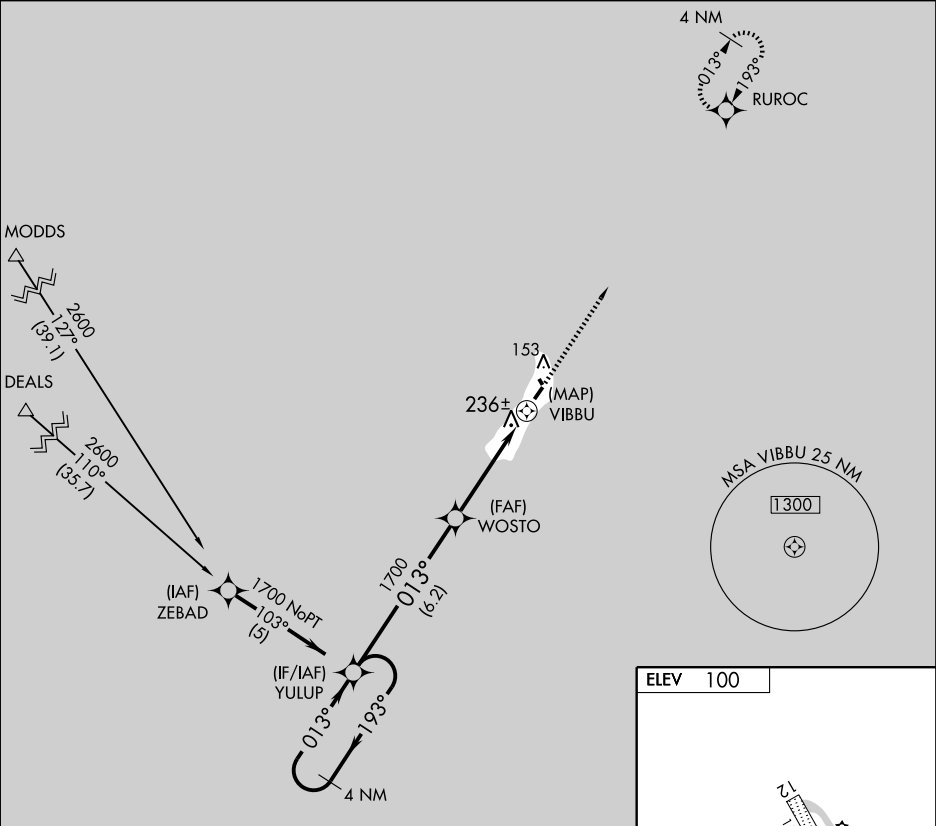 4 NM
013°
193°
RUROC
MODDS
2600
127°
(39.1)
DEALS
2600
110°
(35.7)
153
236±
(MAP)
VIBBU
(FAF)
WOSTO
MSA VIBBU 25 NM
1300
1700
013°
(6.2)
(IAF)
ZEBAD
1700 NoPT
103°
(5)
(IF/IAF)
YULUP
013°
193°
4 NM
ELEV 100
12